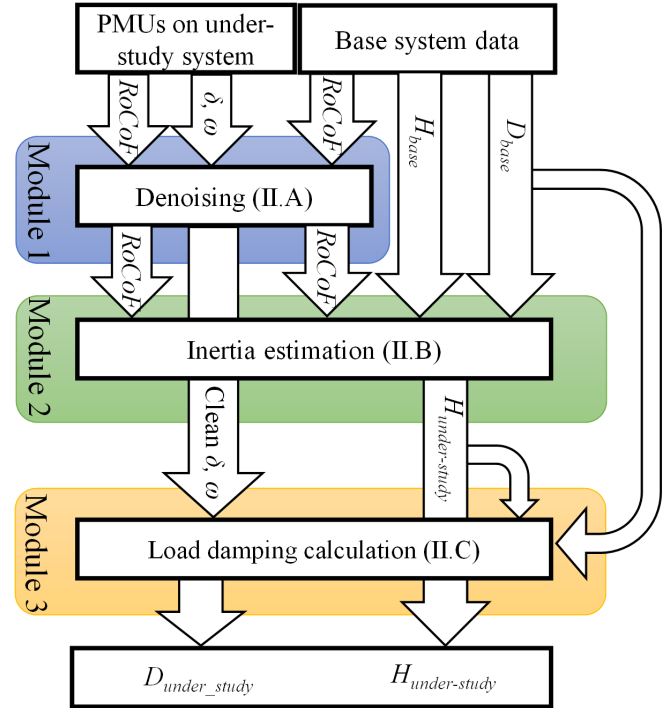 PMUs on under-
study system
Base system data
RoCoF
δ, ω
RoCoF
H_base
D_base
Module 1
Denoising (II.A)
RoCoF
RoCoF
Module 2
Inertia estimation (II.B)
Clean δ, ω
H_under-study
Module 3
Load damping calculation (II.C)
D_under_study
H_under-study